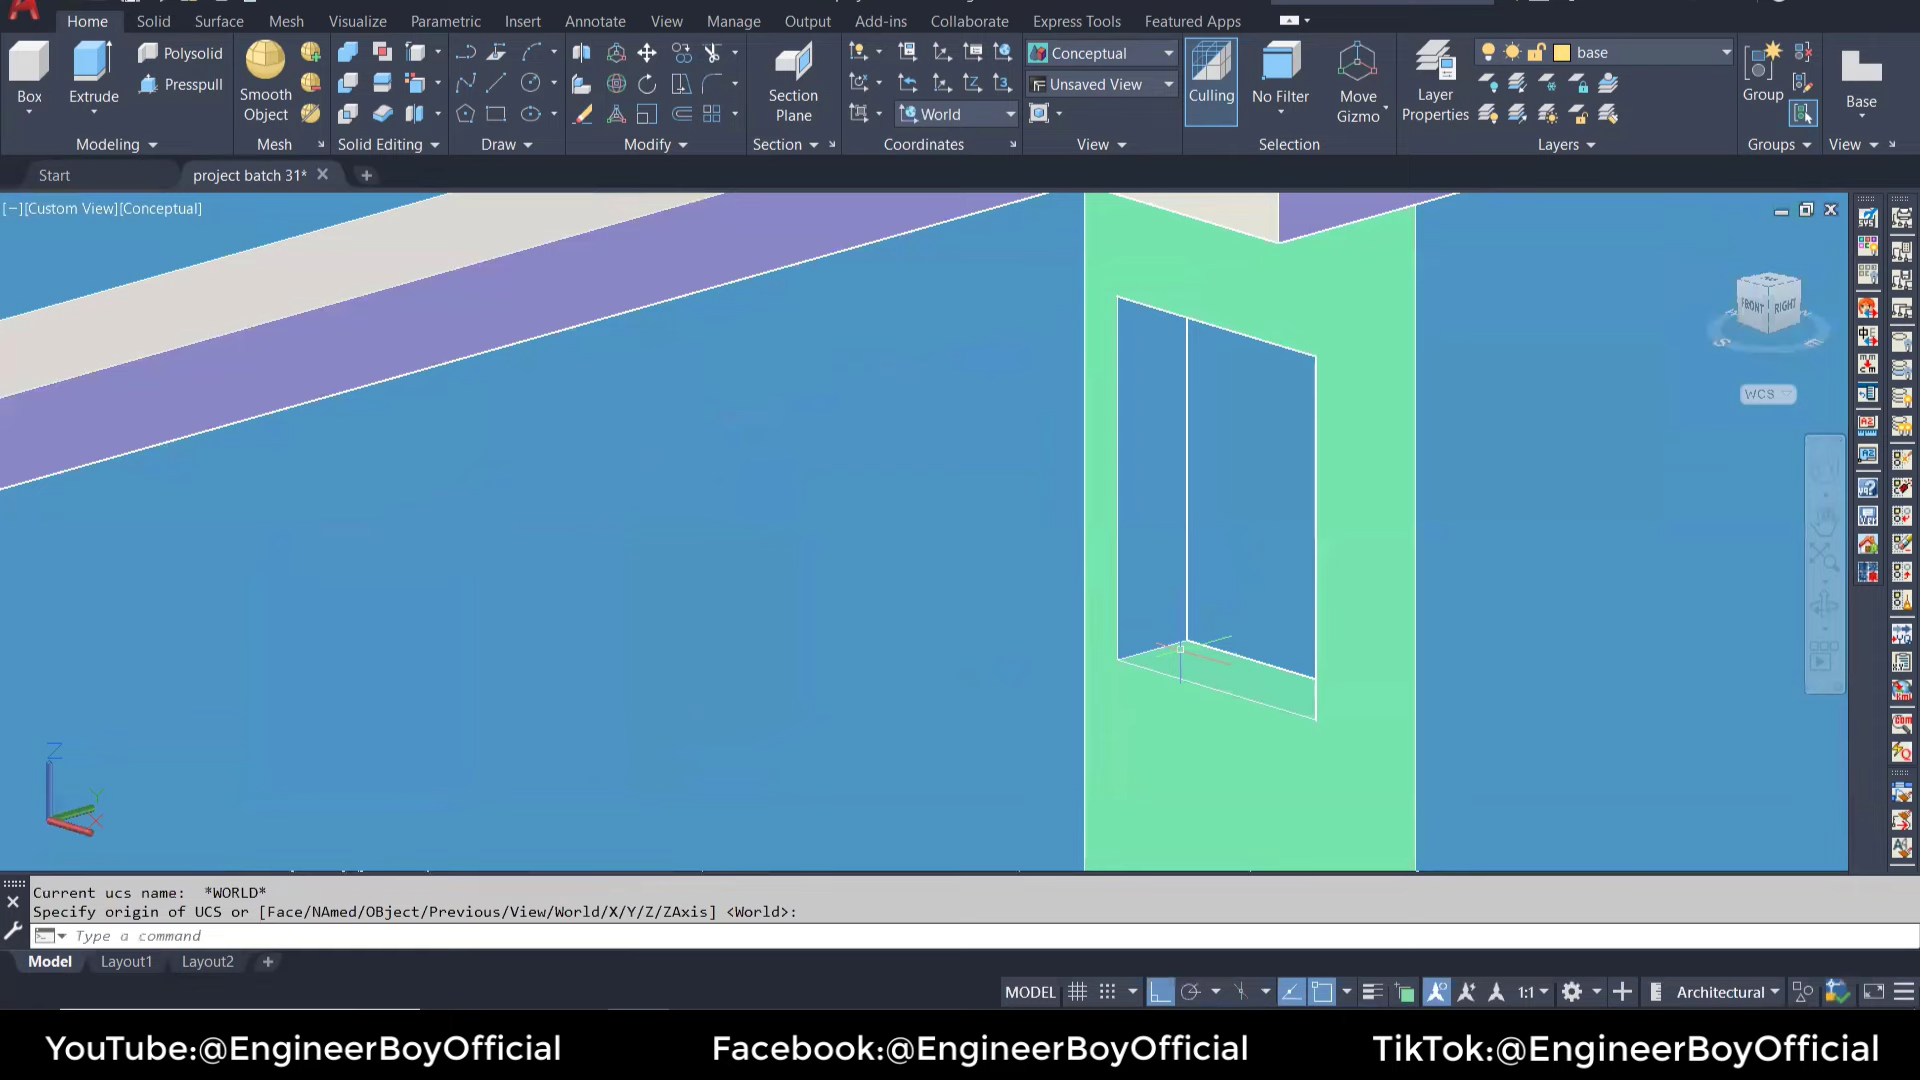 Home Solid Surface Mesh Visualize Parametric Insert Annotate View Manage Output Add-ins Collaborate Express Tools Featured Apps
Box
Extrude
Polysolid
Presspull
Smooth
Object
Section
Plane
World
Conceptual
Unsaved View
Culling
No Filter
Move
Gizmo
Layer
Properties
base
Group
Base
Modeling Mesh Solid Editing Draw Modify Section Coordinates View Selection Layers Groups View
Start project batch 31*
[−][Custom View][Conceptual]
FRONT RIGHT
S E
WCS
Z
Y
X
Current ucs name: *WORLD*
Specify origin of UCS or [Face/NAmed/OBject/Previous/View/World/X/Y/Z/ZAxis] <World>:
Type a command
Model Layout1 Layout2
MODEL 1:1 Architectural
YouTube:@EngineerBoyOfficial Facebook:@EngineerBoyOfficial TikTok:@EngineerBoyOfficial